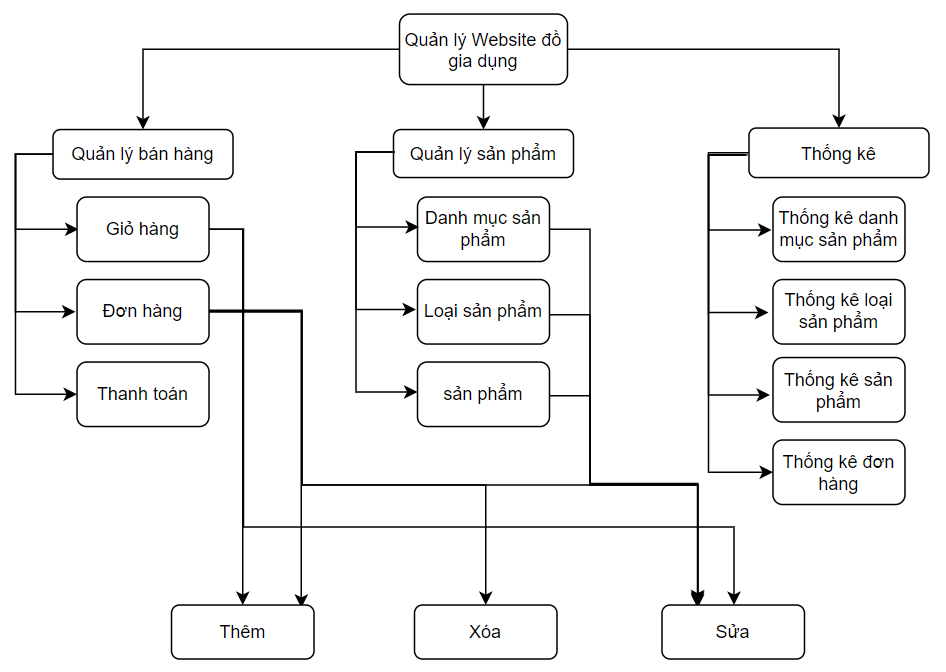 Quản lý Website đồ
gia dụng
Quản lý bán hàng
Quản lý sản phẩm
Thống kê
Giỏ hàng
Đơn hàng
Thanh toán
Danh mục sản
phẩm
Loại sản phẩm
sản phẩm
Thống kê danh
mục sản phẩm
Thống kê loại
sản phẩm
Thống kê sản
phẩm
Thống kê đơn
hàng
Thêm
Xóa
Sửa